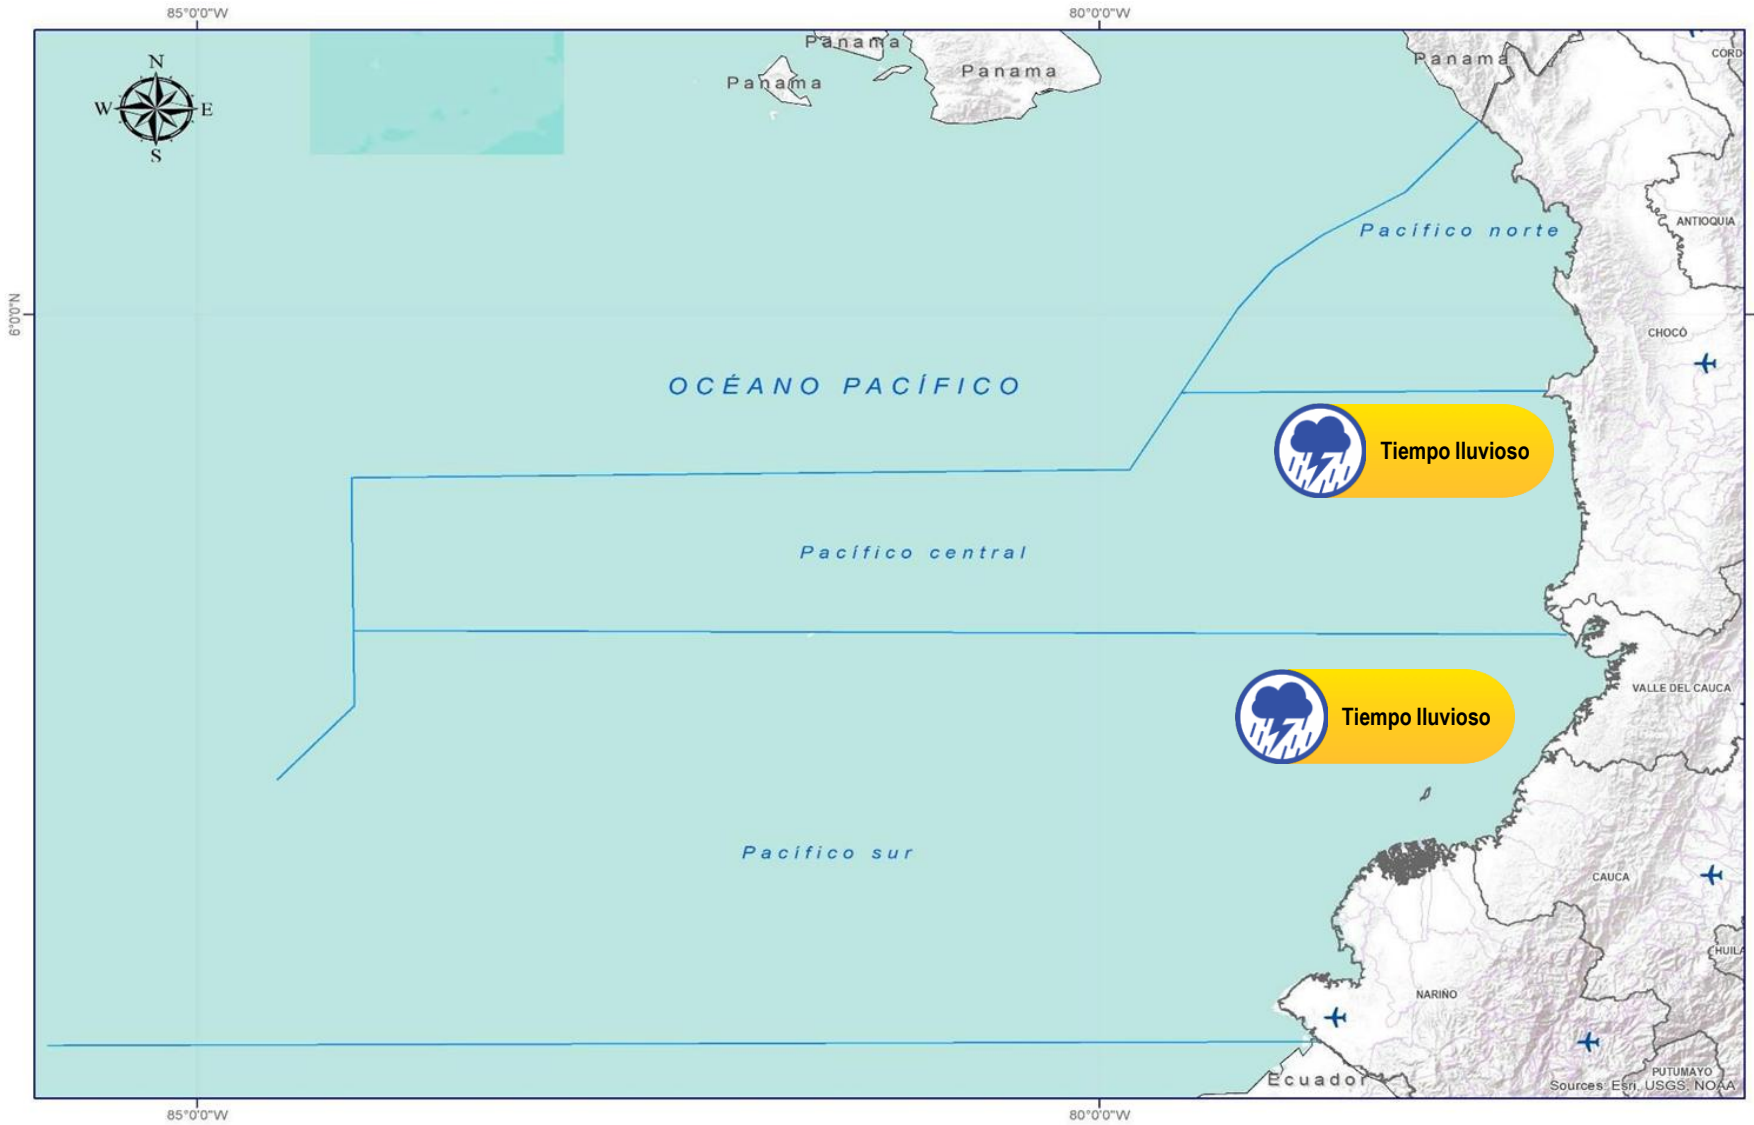 85°0'0"W
80°0'0"W
N
W
E
S
Panama
Panama
Panama
Panama
CORD
ANTIOQUIA
Pacífico norte
6°0'0"N
CHOCÓ
OCÉANO PACÍFICO
Tiempo lluvioso
Pacífico central
VALLE DEL CAUCA
Tiempo lluvioso
Pacífico sur
CAUCA
HUILA
NARIÑO
PUTUMAYO
Ecuador
Sources: Esri, USGS, NOAA
85°0'0"W
80°0'0"W